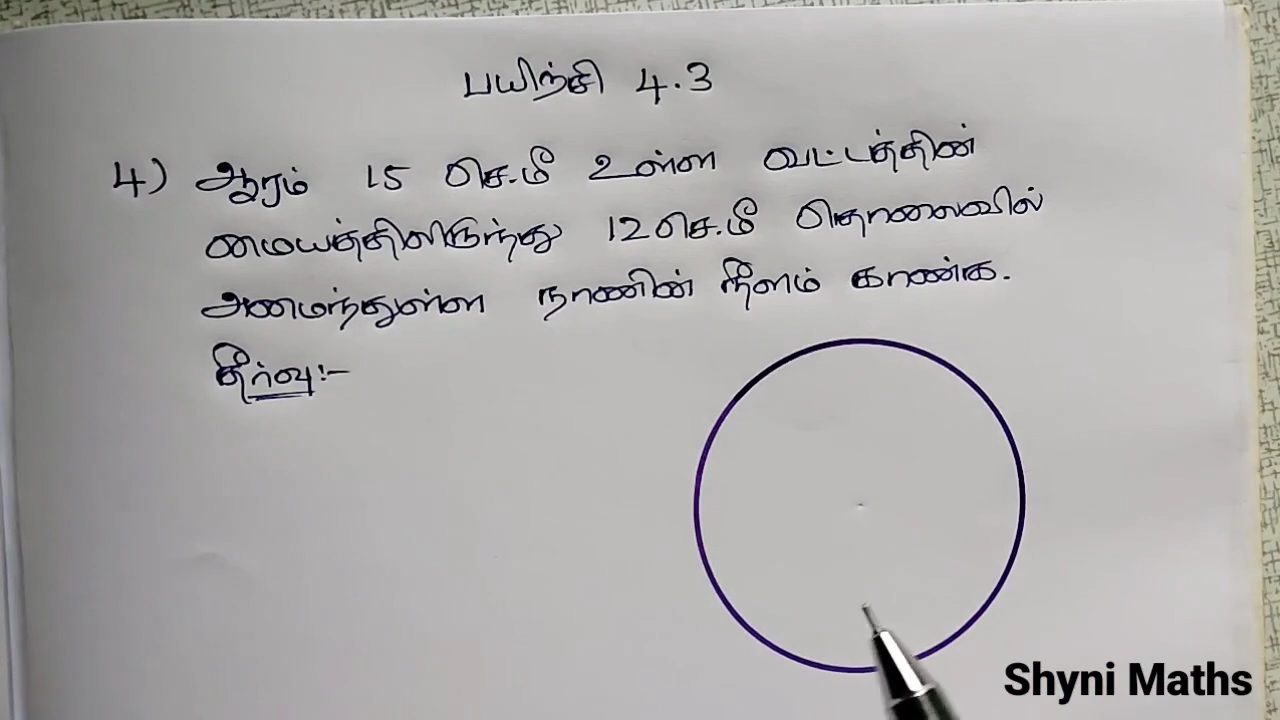 பயிற்சி 4.3
4) ஆரம் 15 செ.மீ உள்ள வட்டத்தின்
மையத்திலிருந்து 12 செ.மீ தொலைவில்
அமைந்துள்ள நாணின் நீளம் காண்க.
தீர்வு:-
Shyni Maths